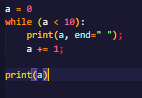 a = 0
while (a < 10):
    print(a, end=" ");
    a += 1;

print(a)